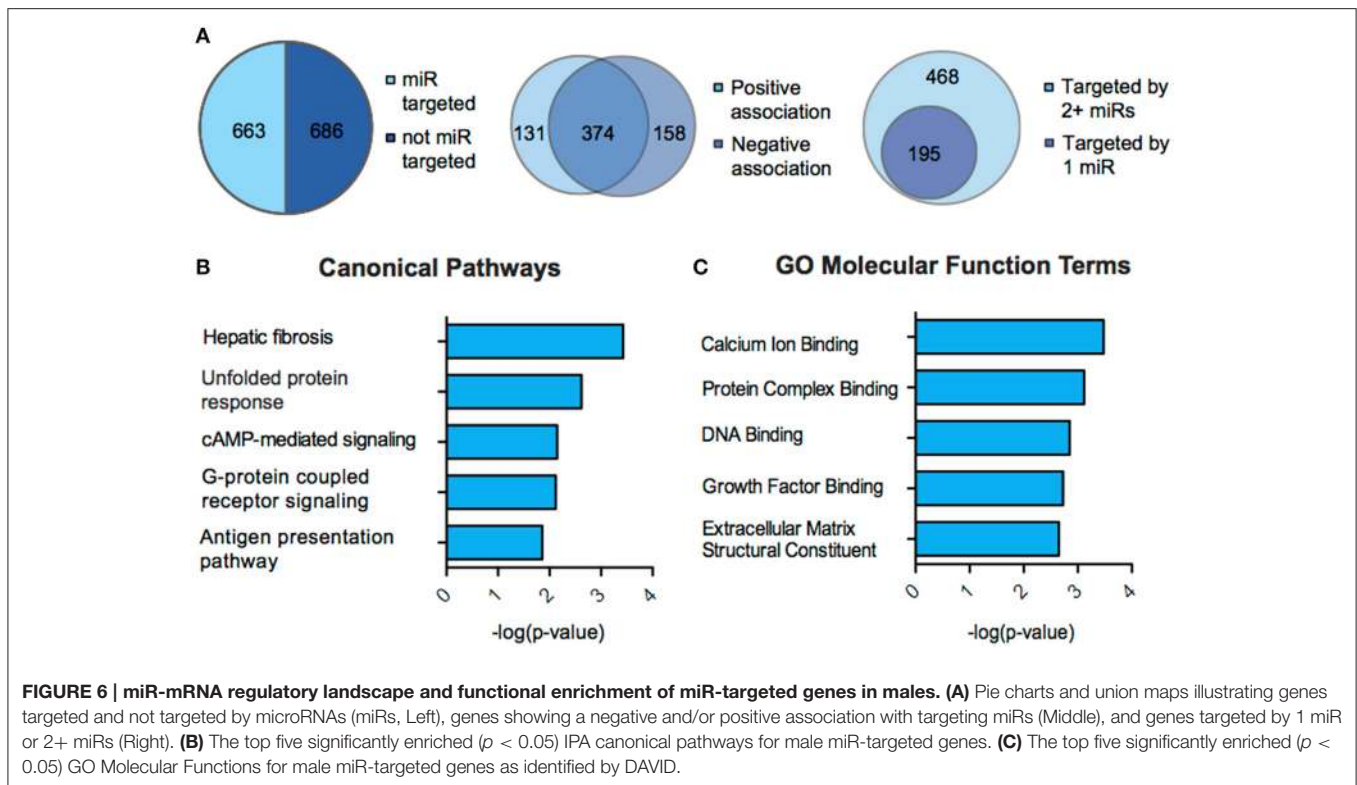 A
663
686
miR
targeted
not miR
targeted
131
374
158
Positive
association
Negative
association
468
195
Targeted by
2+ miRs
Targeted by
1 miR
B
Canonical Pathways
Hepatic fibrosis
Unfolded protein
response
cAMP-mediated signaling
G-protein coupled
receptor signaling
Antigen presentation
pathway
0 1 2 3 4
-log(p-value)
C
GO Molecular Function Terms
Calcium Ion Binding
Protein Complex Binding
DNA Binding
Growth Factor Binding
Extracellular Matrix
Structural Constituent
0 1 2 3 4
-log(p-value)
FIGURE 6 | miR-mRNA regulatory landscape and functional enrichment of miR-targeted genes in males. (A) Pie charts and union maps illustrating genes
targeted and not targeted by microRNAs (miRs, Left), genes showing a negative and/or positive association with targeting miRs (Middle), and genes targeted by 1 miR
or 2+ miRs (Right). (B) The top five significantly enriched (p < 0.05) IPA canonical pathways for male miR-targeted genes. (C) The top five significantly enriched (p <
0.05) GO Molecular Functions for male miR-targeted genes as identified by DAVID.